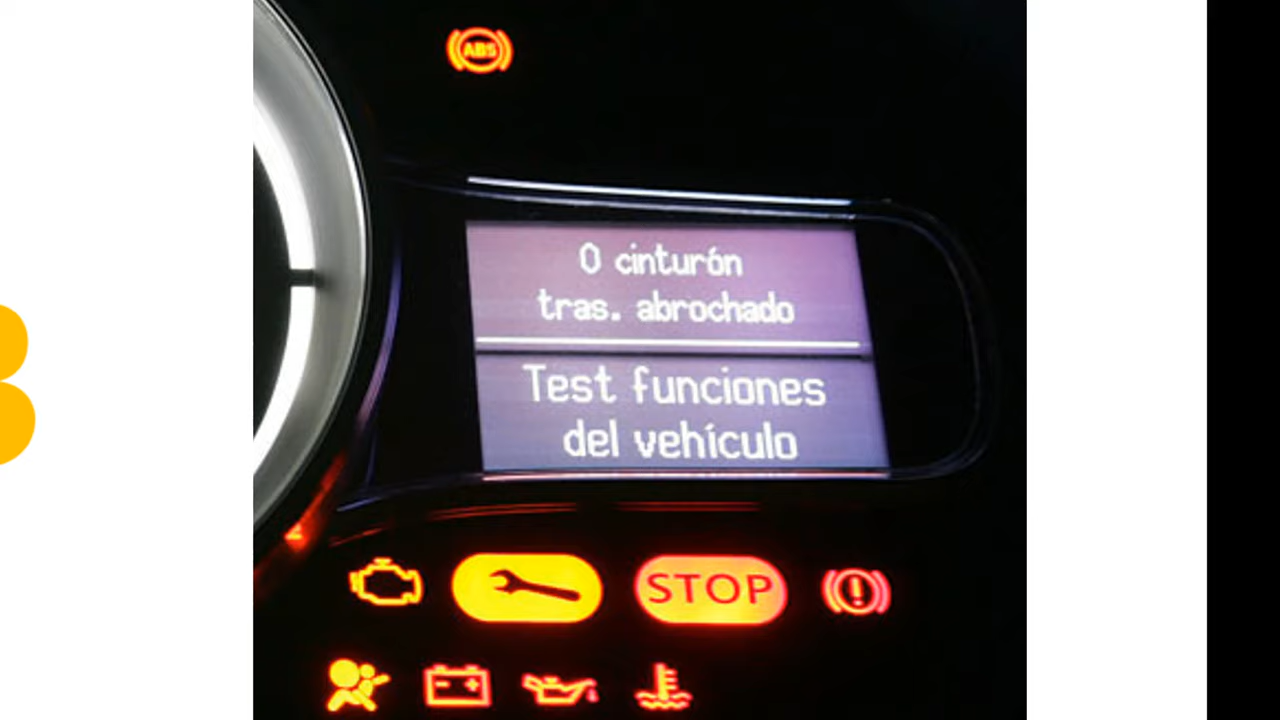 ABS
0 cinturón
tras. abrochado
Test funciones
del vehículo
STOP